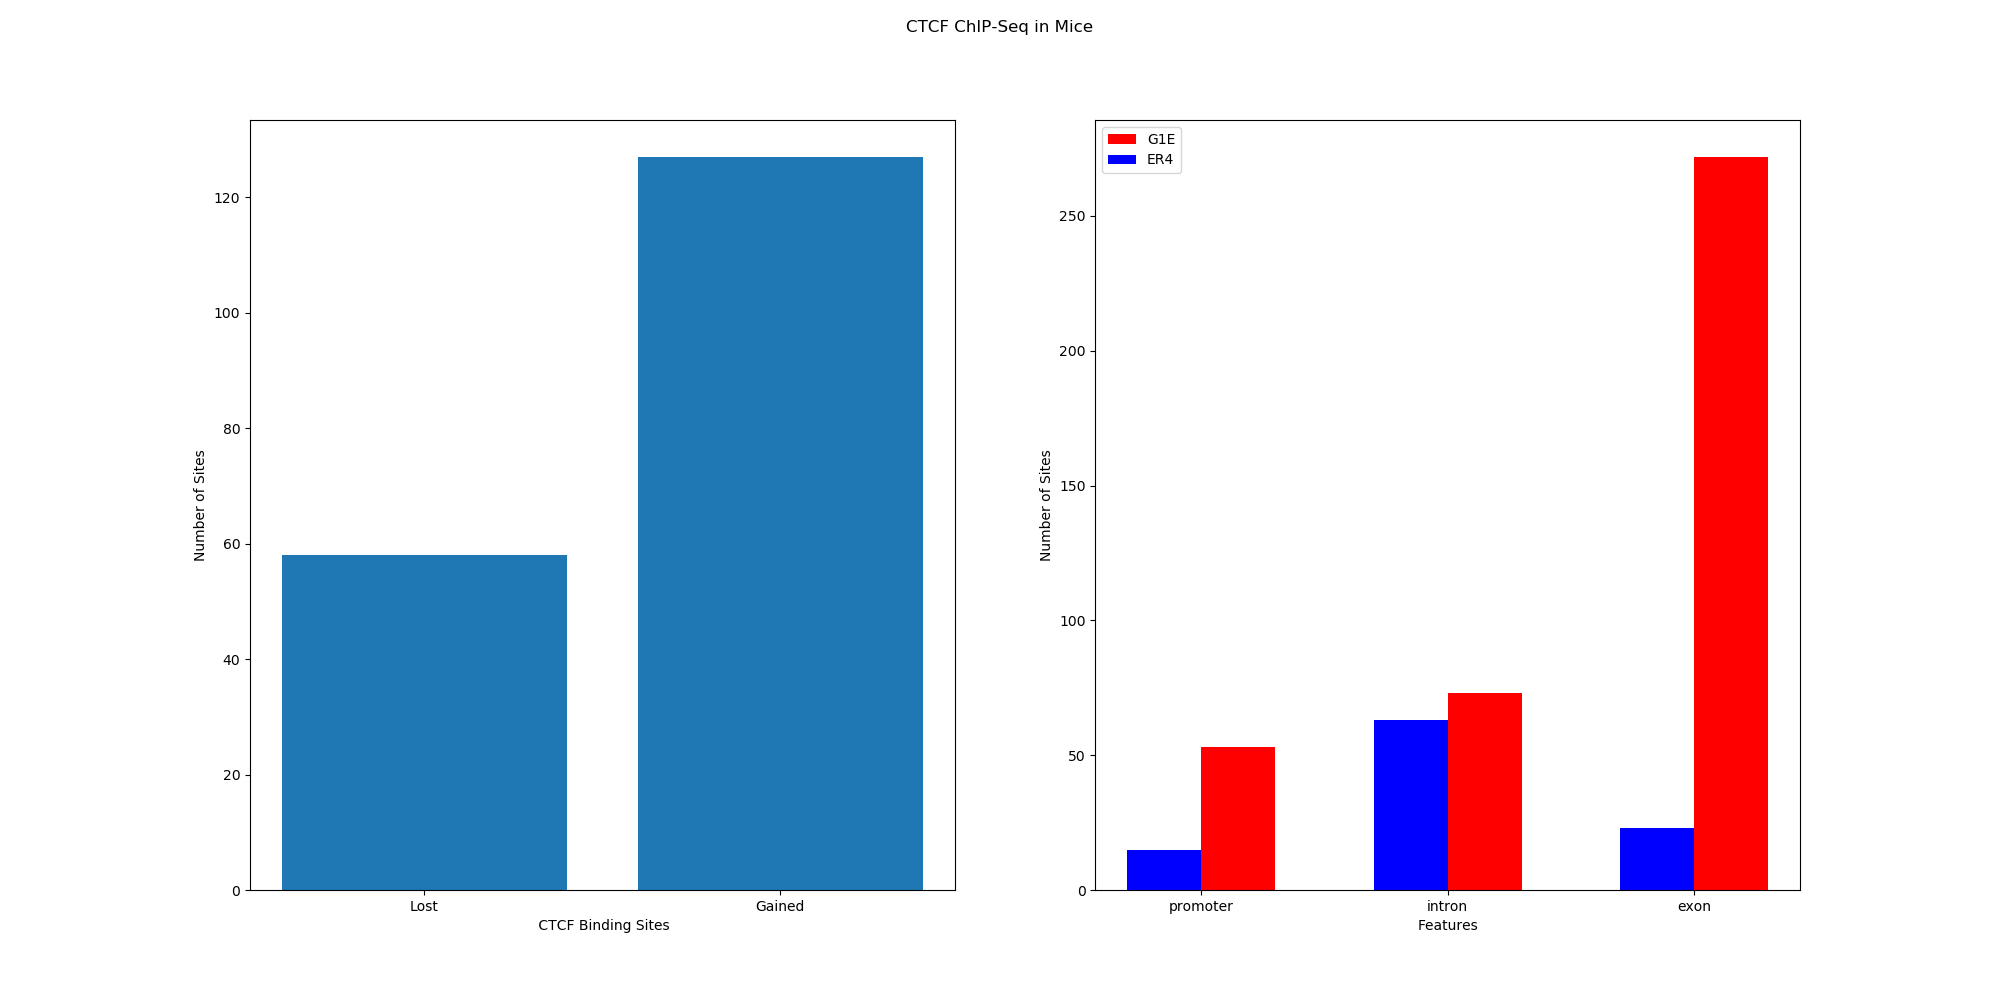 CTCF ChIP-Seq in Mice
Number of Sites
120
100
80
60
40
20
0
Lost
Gained
CTCF Binding Sites
G1E
ER4
Number of Sites
250
200
150
100
50
0
promoter
intron
exon
Features